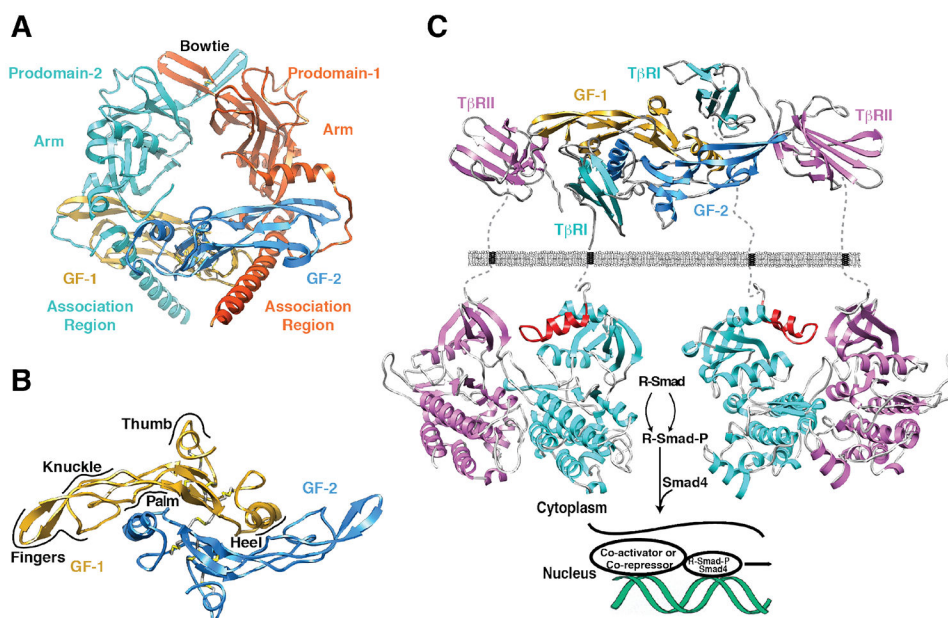 A
Bowtie
Prodomain-2
Prodomain-1
Arm
Arm
GF-1
GF-2
Association
Region
Association
Region
B
Thumb
Knuckle
GF-2
Palm
Heel
Fingers
GF-1
C
TβRI
TβRII
GF-1
TβRII
GF-2
TβRI
R-Smad
R-Smad-P
Smad4
Cytoplasm
Co-activator or
Co-repressor
R-Smad-P
Smad4
Nucleus